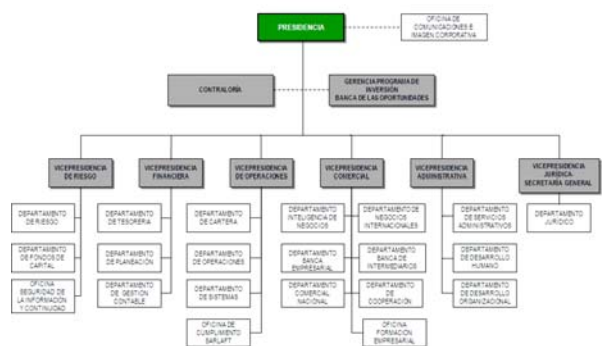 PRESIDENCIA
OFICINA DE
COMUNICACIONES E
IMAGEN CORPORATIVA
CONTRALORÍA
GERENCIA PROGRAMA DE
INVERSIÓN
BANCA DE LAS OPORTUNIDADES
VICEPRESIDENCIA
DE RIESGO
VICEPRESIDENCIA
FINANCIERA
VICEPRESIDENCIA
DE OPERACIONES
VICEPRESIDENCIA
COMERCIAL
VICEPRESIDENCIA
ADMINISTRATIVA
VICEPRESIDENCIA
JURÍDICA
SECRETARÍA GENERAL
DEPARTAMENTO
DE RIESGO
DEPARTAMENTO
DE FONDOS DE
CAPITAL
OFICINA
SEGURIDAD DE
LA INFORMACION
Y CONTINUIDAD
DEPARTAMENTO
DE TESORERIA
DEPARTAMENTO
DE PLANEACIÓN
DEPARTAMENTO
DE GESTION
CONTABLE
DEPARTAMENTO
DE CARTERA
DEPARTAMENTO
DE OPERACIONES
DEPARTAMENTO
DE SISTEMAS
OFICINA DE
CUMPLIMIENTO
SARLAFT
DEPARTAMENTO
INTELIGENCIA DE
NEGOCIOS
DEPARTAMENTO
BANCA
EMPRESARIAL
DEPARTAMENTO
COMERCIAL
NACIONAL
DEPARTAMENTO DE
NEGOCIOS
INTERNACIONALES
DEPARTAMENTO
BANCA DE
INTERMEDIARIOS
DEPARTAMENTO
DE
COOPERACIÓN
OFICINA
FORMACION
EMPRESARIAL
DEPARTAMENTO
DE SERVICIOS
ADMINISTRATIVOS
DEPARTAMENTO
DE DESARROLLO
HUMANO
DEPARTAMENTO
DE DESARROLLO
ORGANIZACIONAL
DEPARTAMENTO
JURIDICO